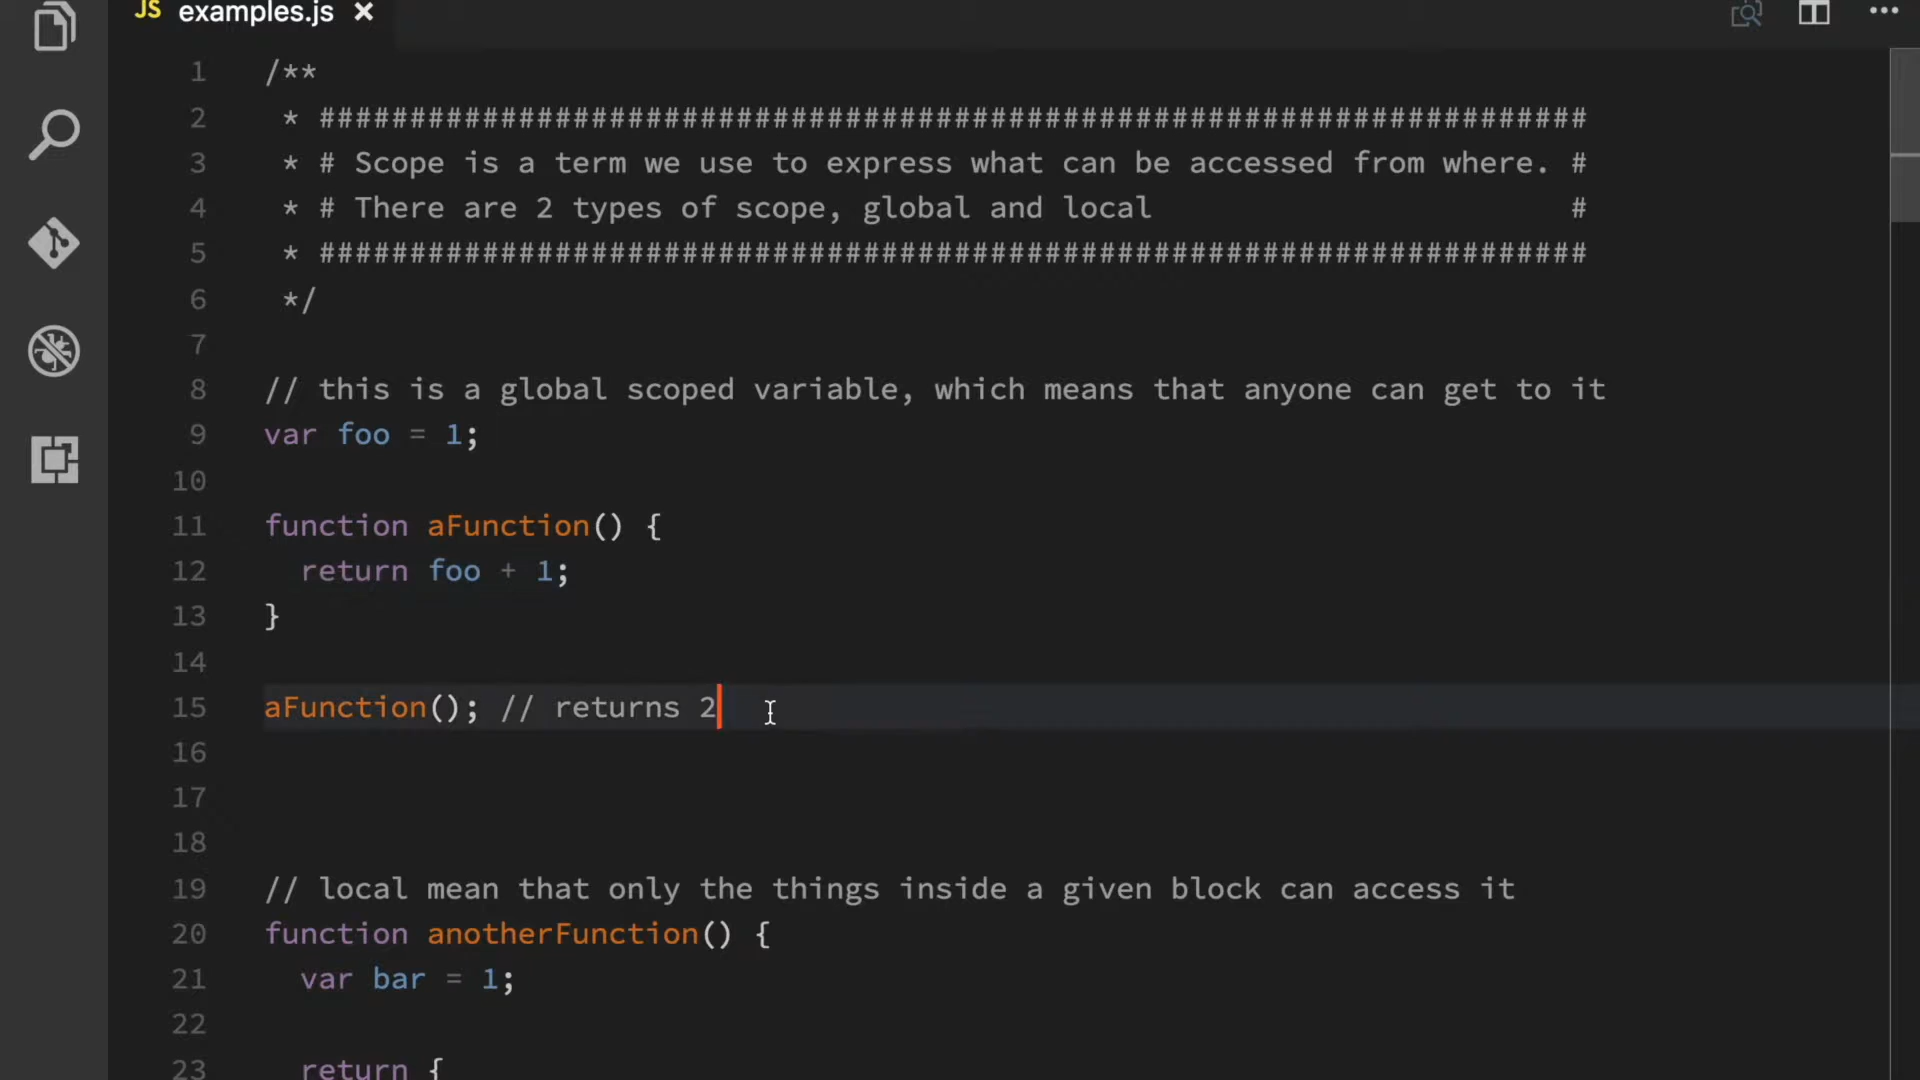 JS examples.js ×
1 /**
2  * ######################################################################
3  * # Scope is a term we use to express what can be accessed from where. #
4  * # There are 2 types of scope, global and local                       #
5  * ######################################################################
6  */
7
8 // this is a global scoped variable, which means that anyone can get to it
9 var foo = 1;
10
11 function aFunction() {
12   return foo + 1;
13 }
14
15 aFunction(); // returns 2
16
17
18
19 // local mean that only the things inside a given block can access it
20 function anotherFunction() {
21   var bar = 1;
22
23   return {